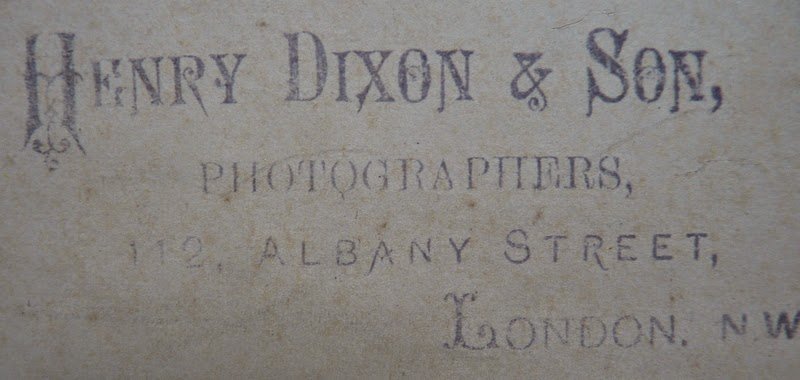 HENRY DIXON & SON,
PHOTOGRAPHERS,
112, ALBANY STREET,
LONDON. N.W